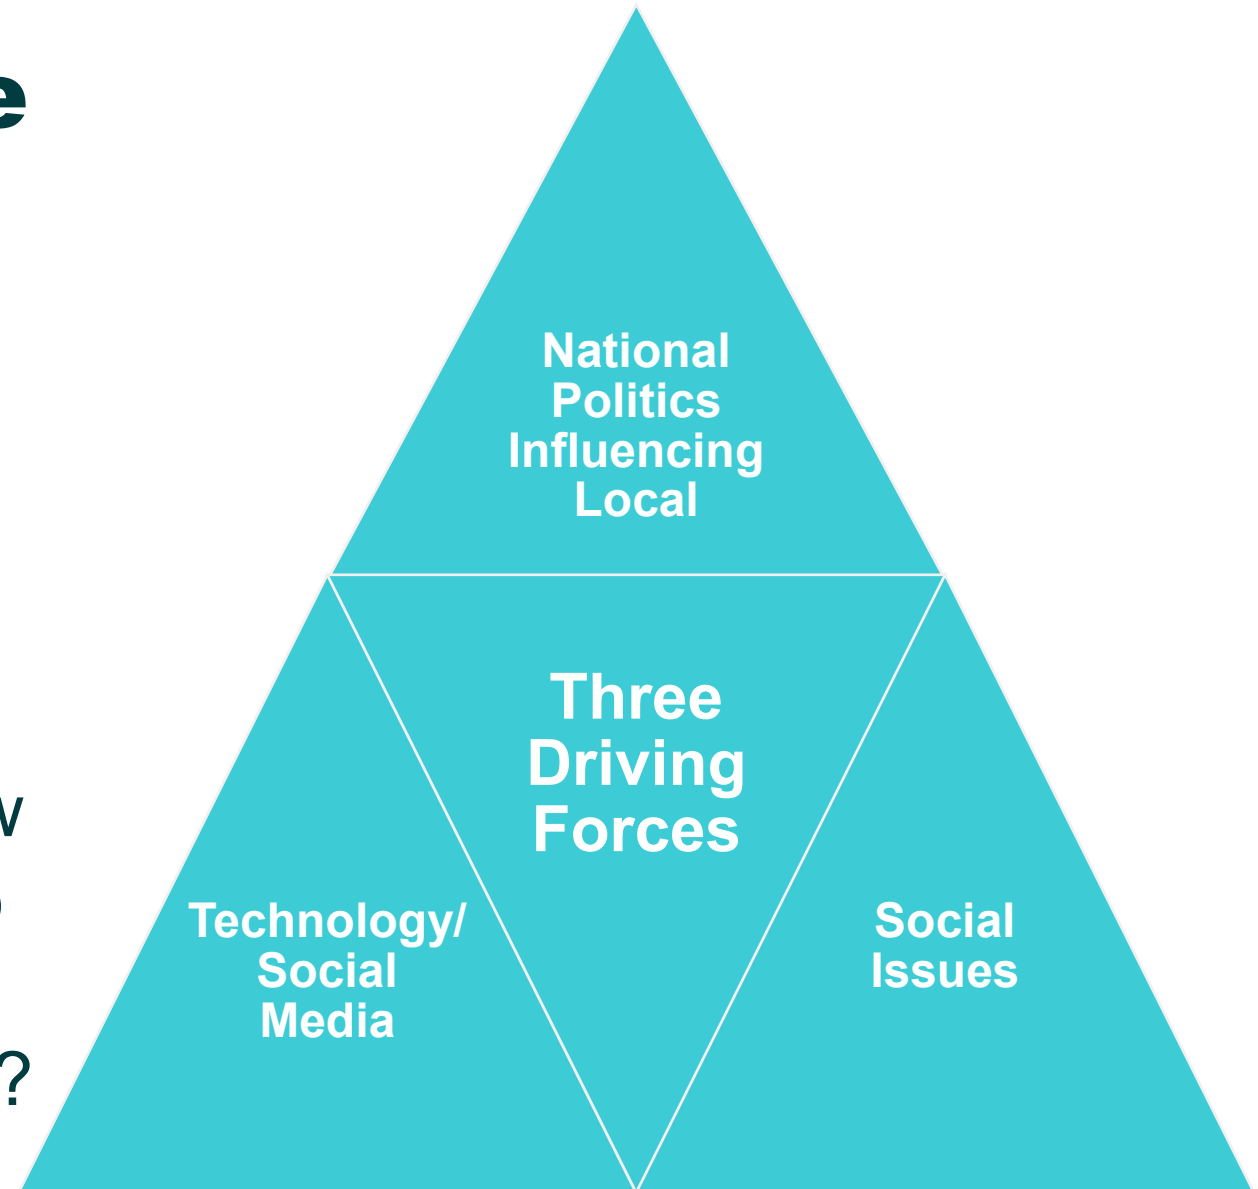 e
National
Politics
Influencing
Local
Three
Driving
Forces
w
Technology/
Social
Media
Social
Issues
?